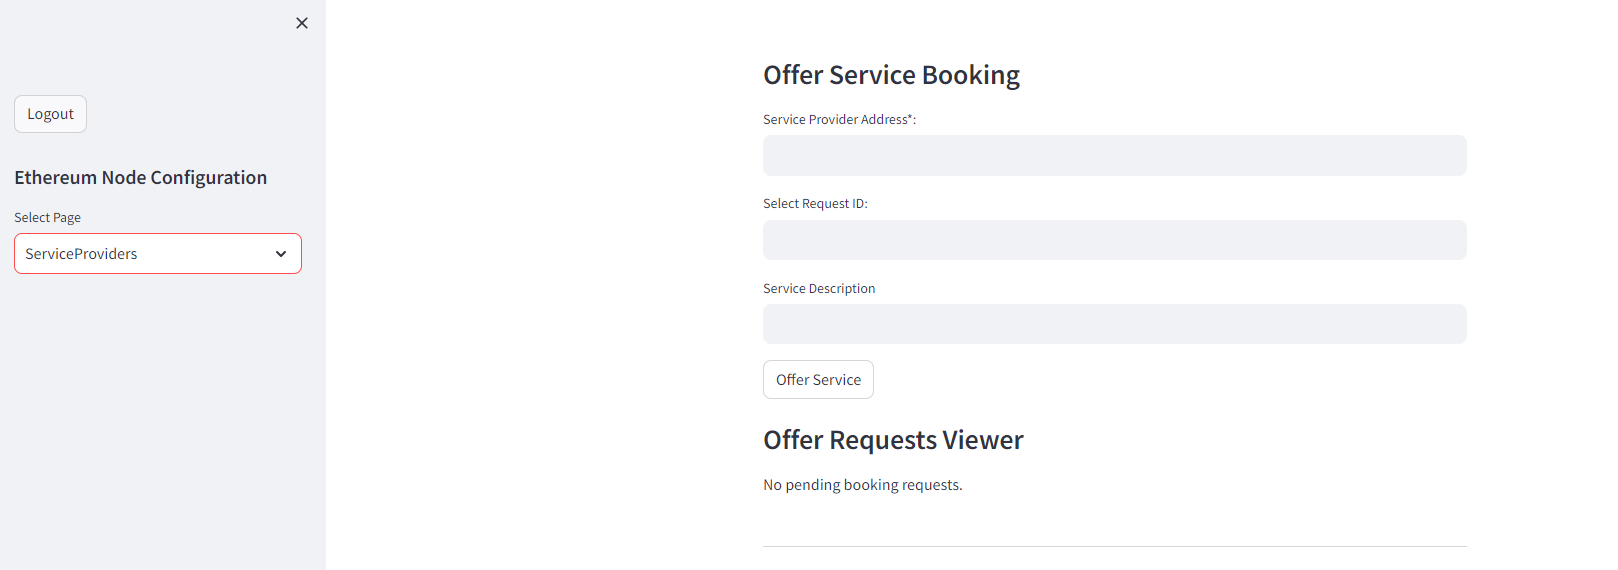 Logout
Ethereum Node Configuration
Select Page
ServiceProviders
Offer Service Booking
Service Provider Address*:
Select Request ID:
Service Description
Offer Service
Offer Requests Viewer
No pending booking requests.